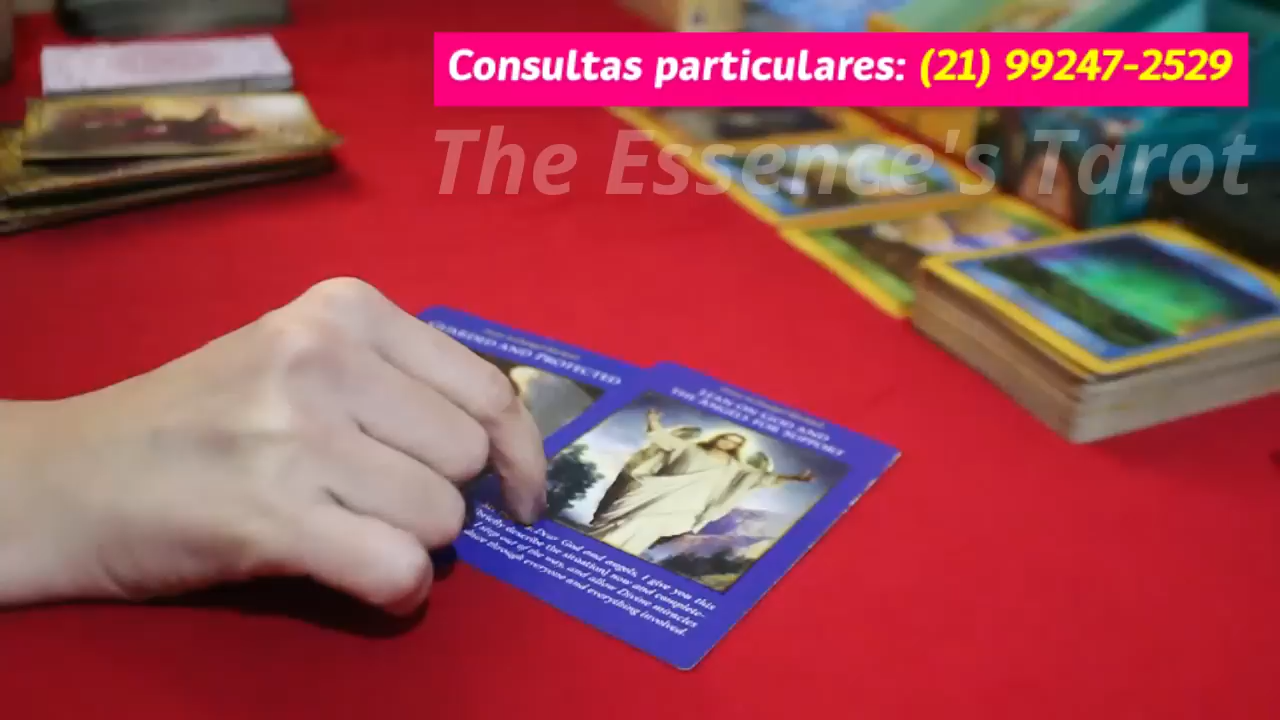 Consultas particulares: (21) 99247-2529
The Essence's Tarot
GUARDED AND PROTECTED
LEAN ON GOD AND
THE ANGELS FOR SUPPORT
Dear God and angels, I give you this
[briefly describe the situation] now and complete-
I step out of the way, and allow Divine miracles
through everyone and everything involved.